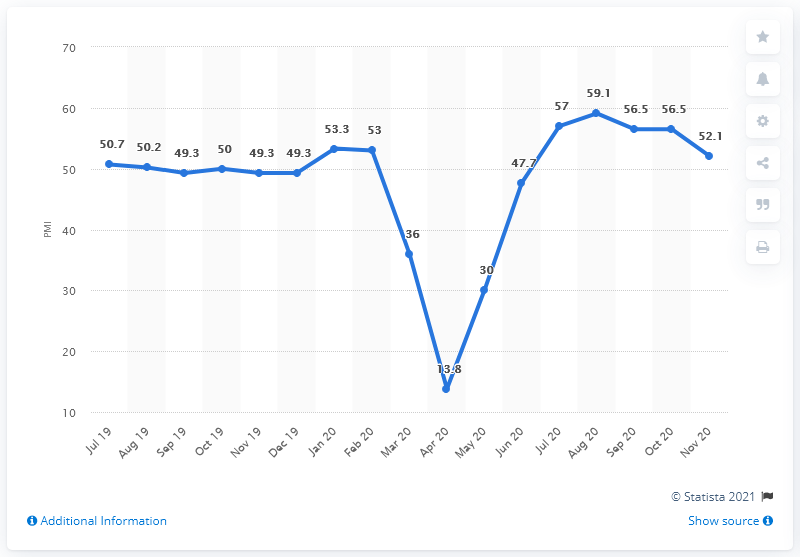 70
60
50
40
30
20
10
PMI
50.7
50.2
49.3
50
49.3
49.3
53.3
53
36
13.8
30
47.7
57
59.1
56.5
56.5
52.1
Jul 19
Aug 19
Sep 19
Oct 19
Nov 19
Dec 19
Jan 20
Feb 20
Mar 20
Apr 20
May 20
Jun 20
Jul 20
Aug 20
Sep 20
Oct 20
Nov 20
© Statista 2021
Additional Information
Show source